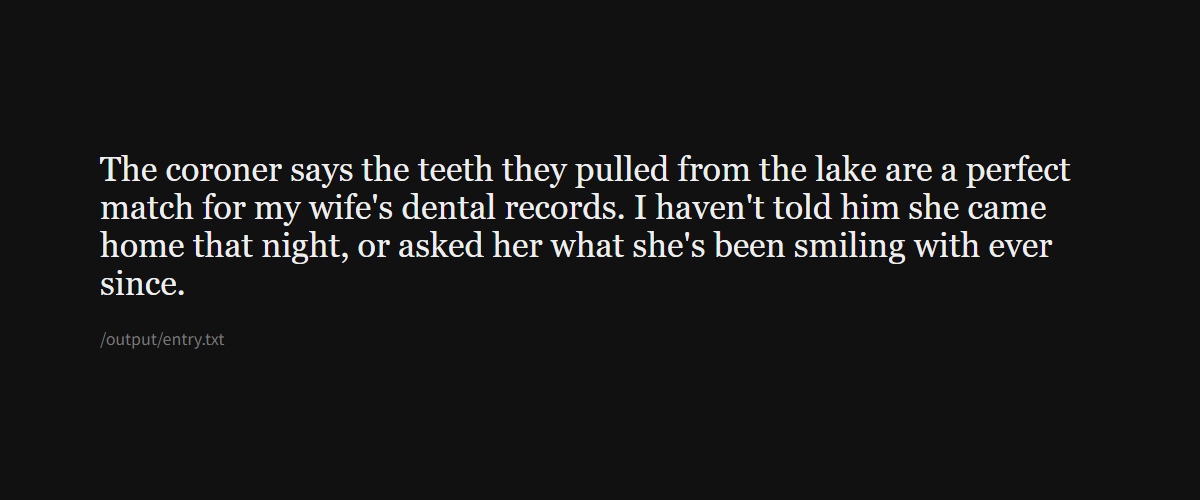 The coroner says the teeth they pulled from the lake are a perfect
match for my wife's dental records. I haven't told him she came
home that night, or asked her what she's been smiling with ever
since.
/output/entry.txt